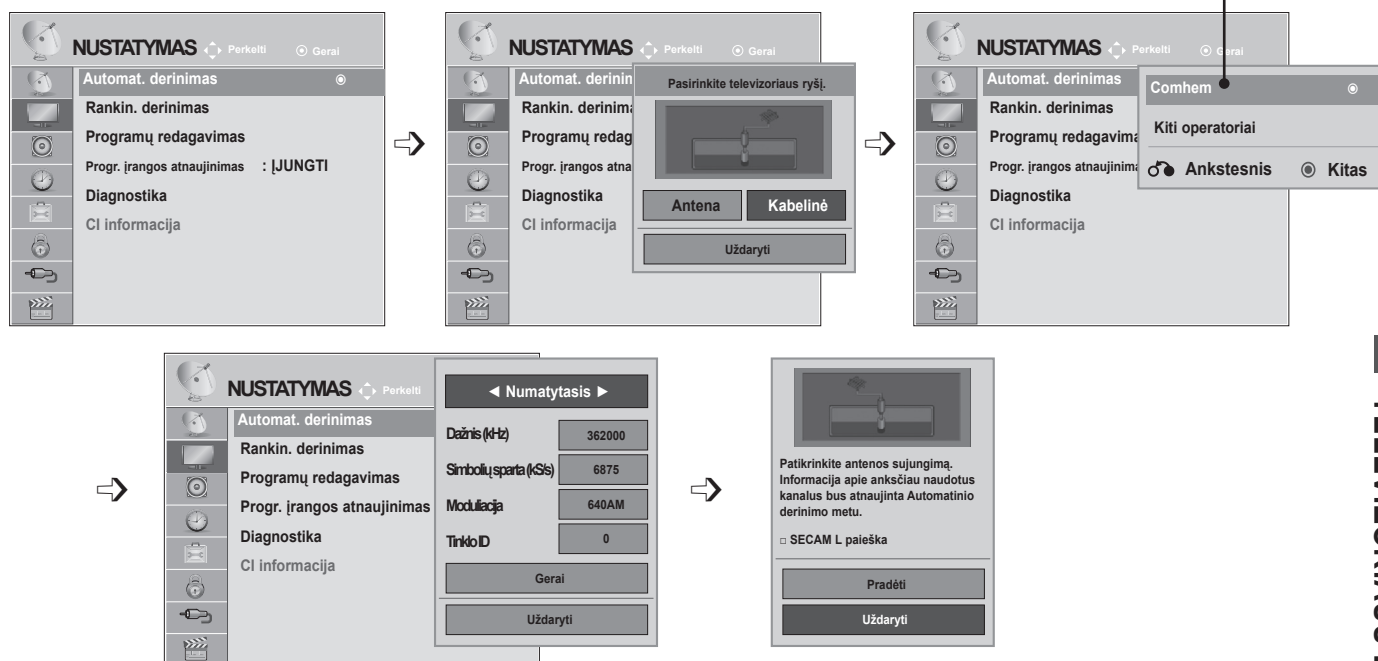 NUSTATYMAS Perkelti Gerai
Automat. derinimas
Rankin. derinimas
Programų redagavimas
Progr. įrangos atnaujinimas : ĮJUNGTI
Diagnostika
CI informacija
NUSTATYMAS Perkelti Gerai
Automat. derin
Rankin. derinim
Programų redag
Progr. įrangos atna
Diagnostika
CI informacija
Pasirinkite televizoriaus ryšį.
Antena Kabelinė
Uždaryti
NUSTATYMAS Perkelti Gerai
Automat. derinimas
Rankin. derinimas
Programų redagavima
Progr. įrangos atnaujinima
Diagnostika
CI informacija
Comhem
Kiti operatoriai
Ankstesnis Kitas
NUSTATYMAS Perkelti
Automat. derinimas
Rankin. derinimas
Programų redagavimas
Progr. įrangos atnaujinimas
Diagnostika
CI informacija
◄ Numatytasis ►
Dažnis (kHz) 362000
Simbolių sparta (kS/s) 6875
Moduliacija 640AM
Tinklo ID 0
Gerai
Uždaryti
Patikrinkite antenos sujungimą.
Informacija apie anksčiau naudotus
kanalus bus atnaujinta Automatinio
derinimo metu.
□ SECAM L paieška
Pradėti
Uždaryti